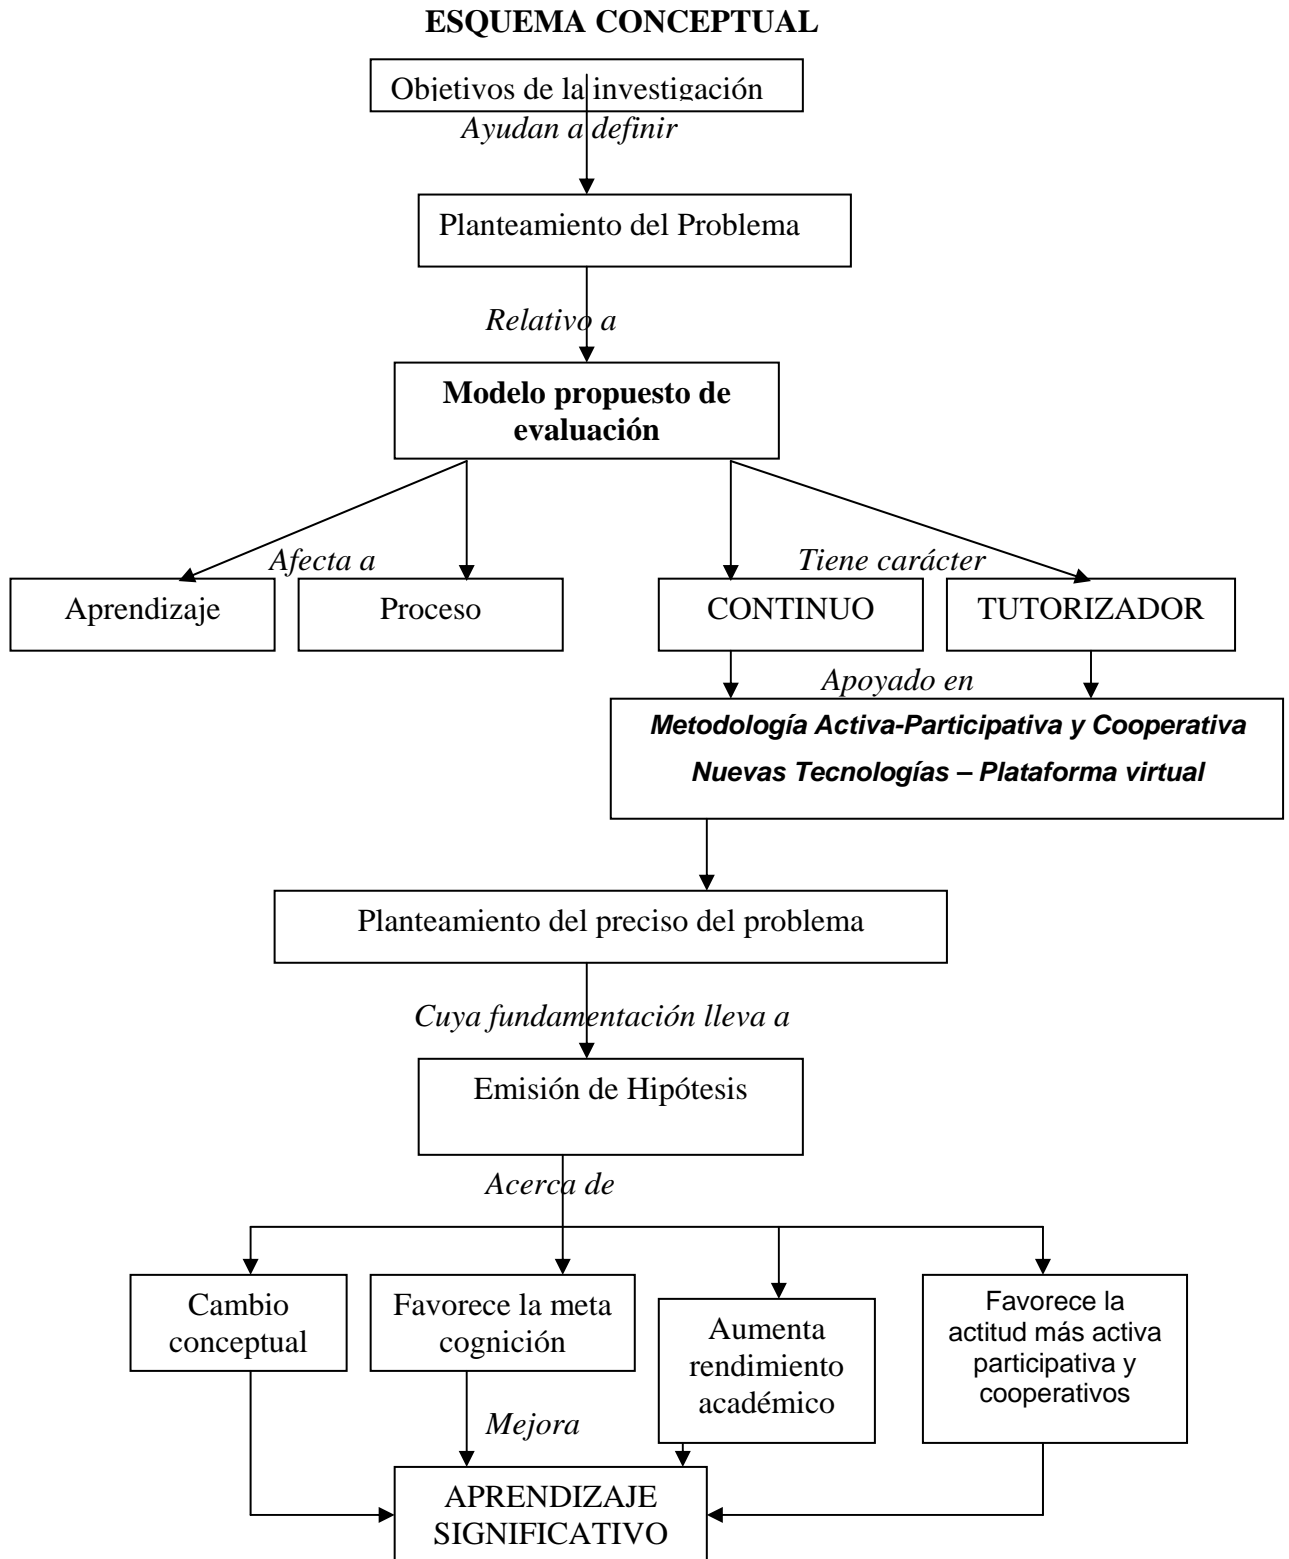 ESQUEMA CONCEPTUAL
Objetivos de la investigación
Ayudan a definir
Planteamiento del Problema
Relativo a
Modelo propuesto de
evaluación
Afecta a
Tiene carácter
Aprendizaje
Proceso
CONTINUO
TUTORIZADOR
Apoyado en
Metodología Activa-Participativa y Cooperativa
Nuevas Tecnologías – Plataforma virtual
Planteamiento del preciso del problema
Cuya fundamentación lleva a
Emisión de Hipótesis
Acerca de
Cambio
conceptual
Favorece la meta
cognición
Aumenta
rendimiento
académico
Favorece la
actitud más activa
participativa y
cooperativos
Mejora
APRENDIZAJE
SIGNIFICATIVO